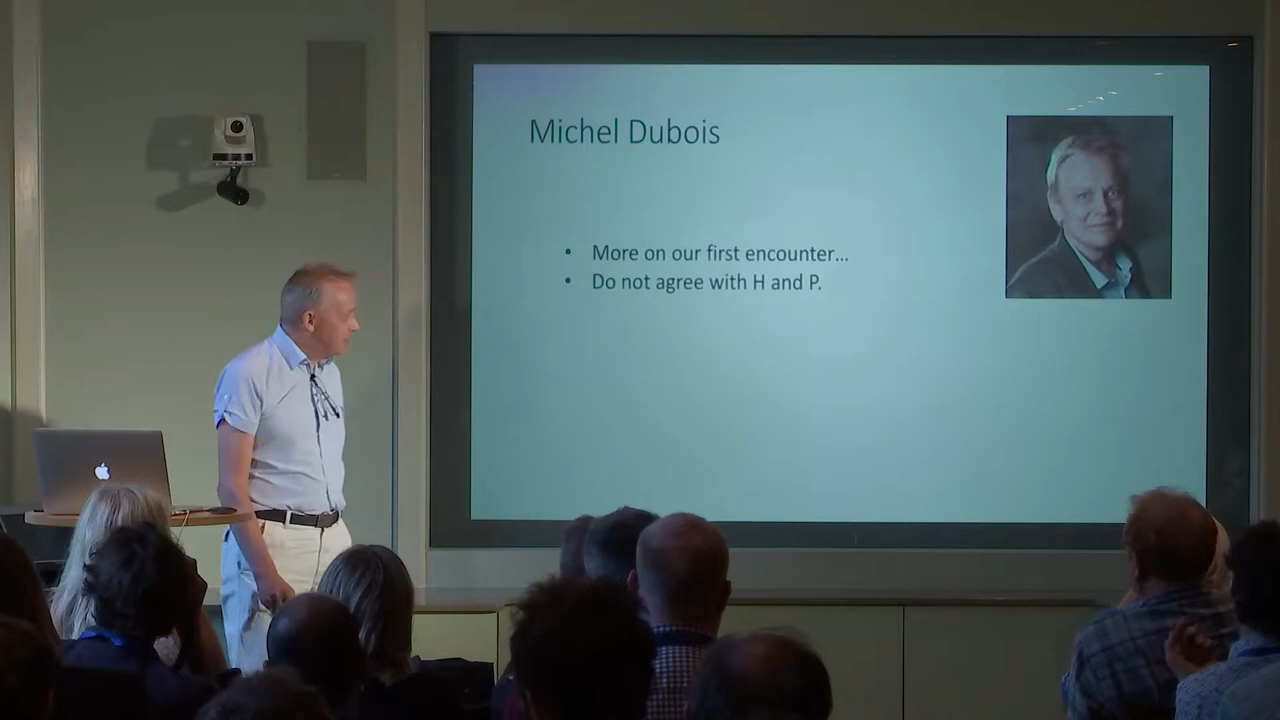 Michel Dubois
• More on our first encounter...
• Do not agree with H and P.